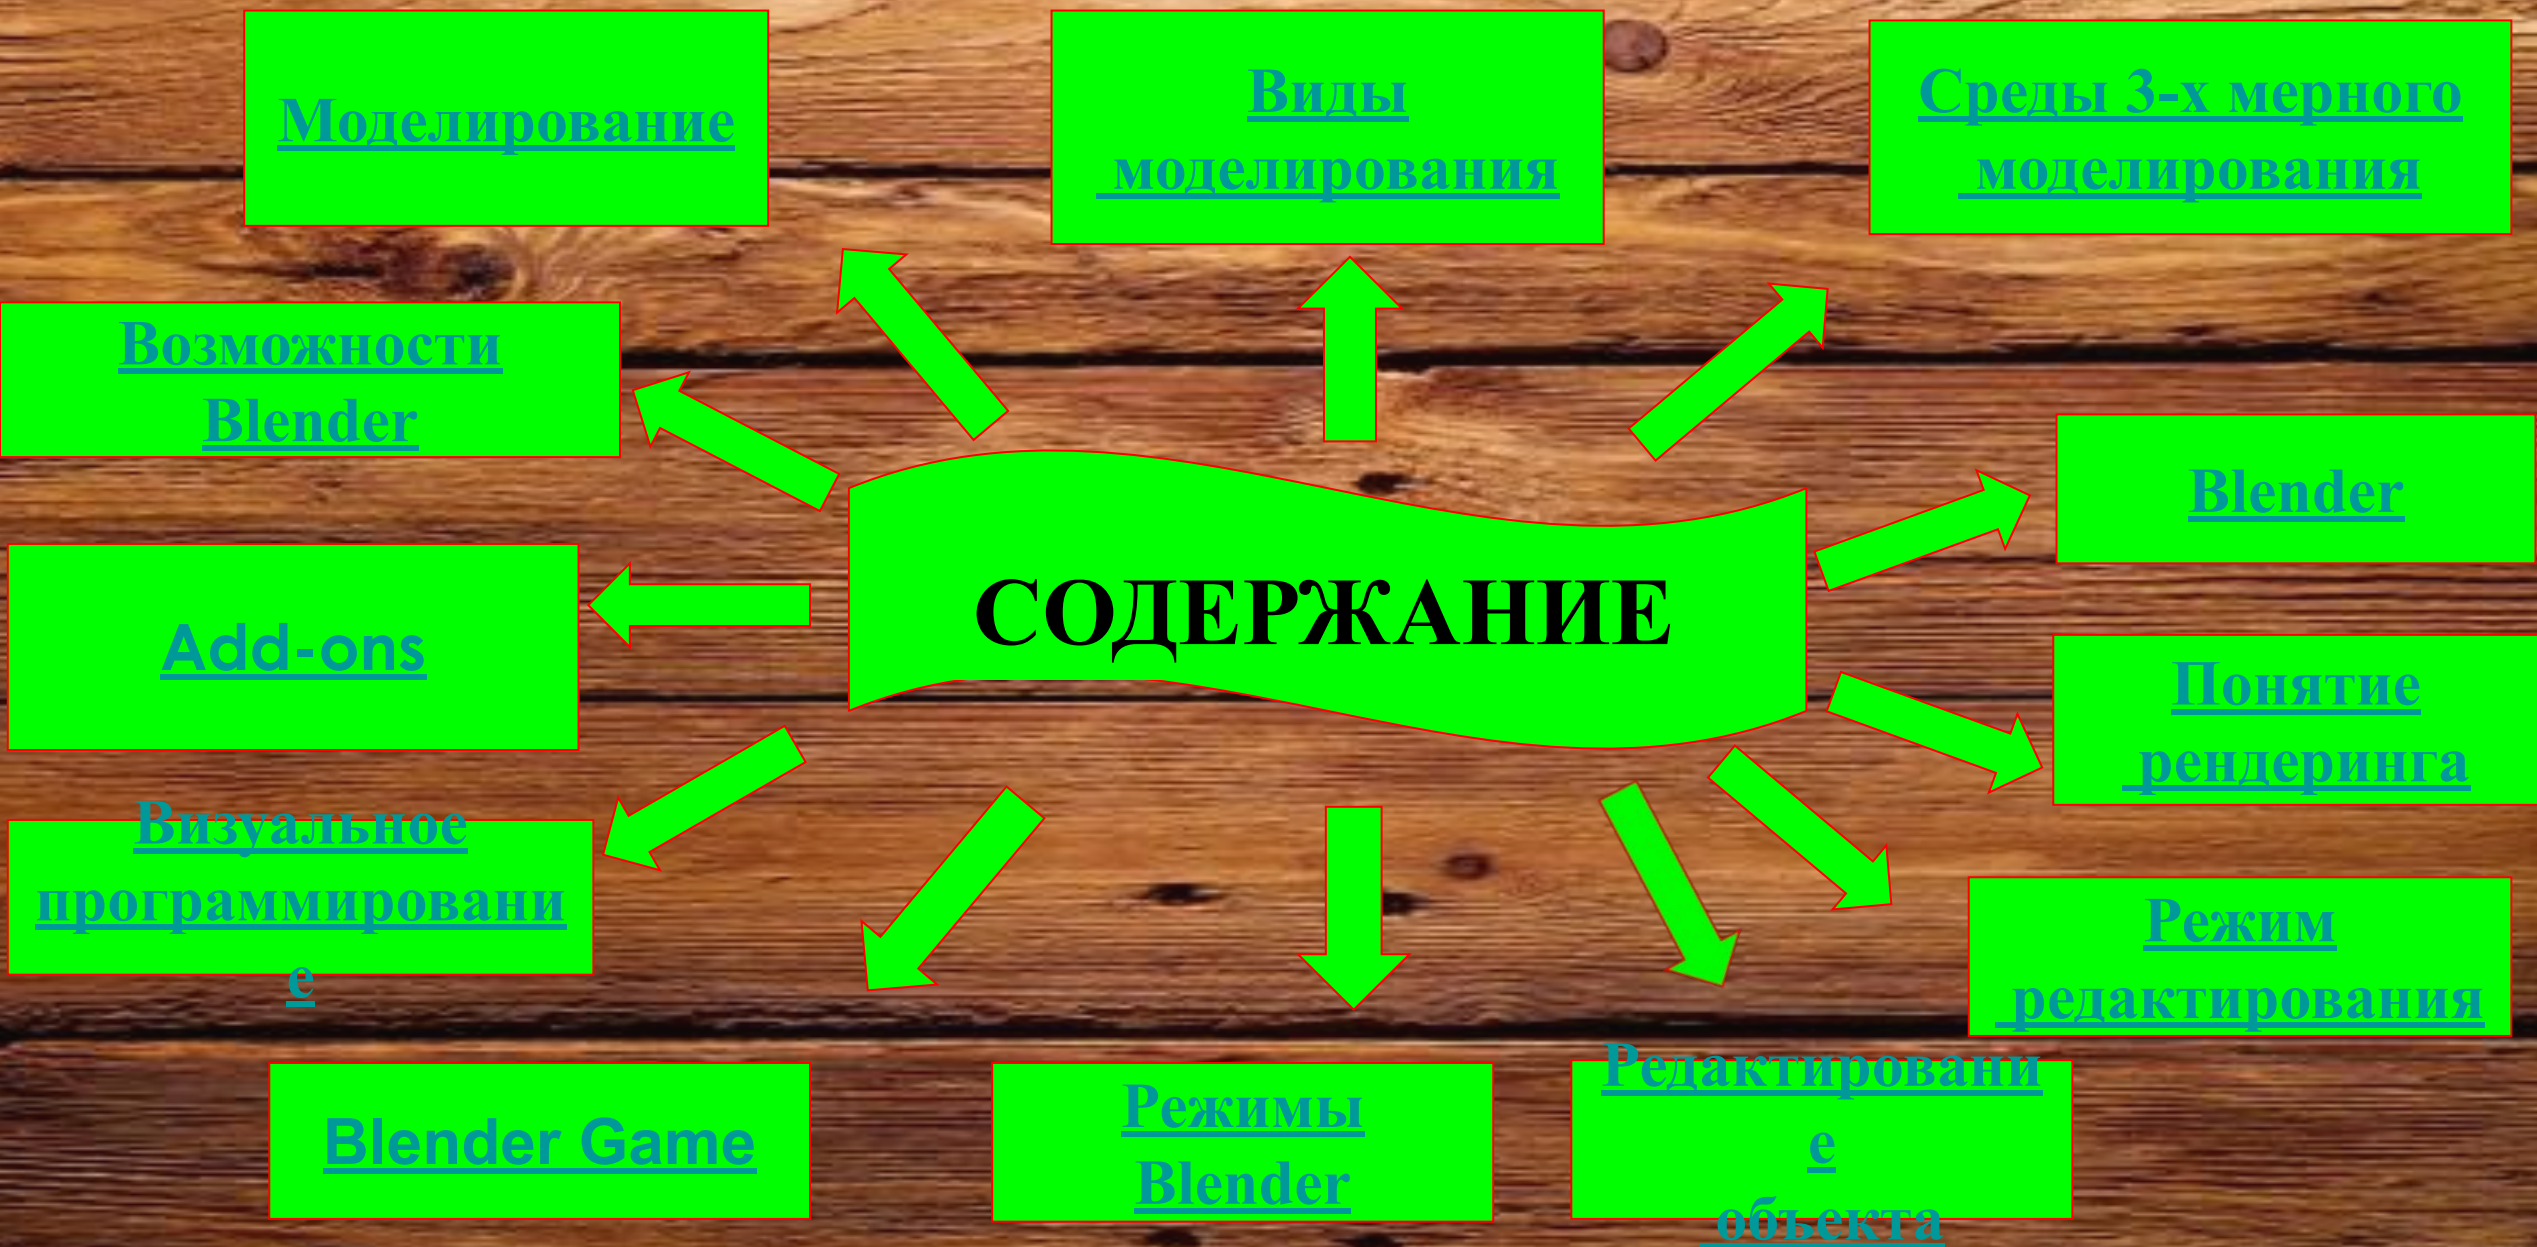 Моделирование
Виды
моделирования
Среды 3-х мерного
моделирования
Возможности
Blender
Blender
СОДЕРЖАНИЕ
Add-ons
Понятие
рендеринга
Визуальное
программировани
е
Режим
редактирования
Blender Game
Режимы
Blender
Редактировани
е
объекта